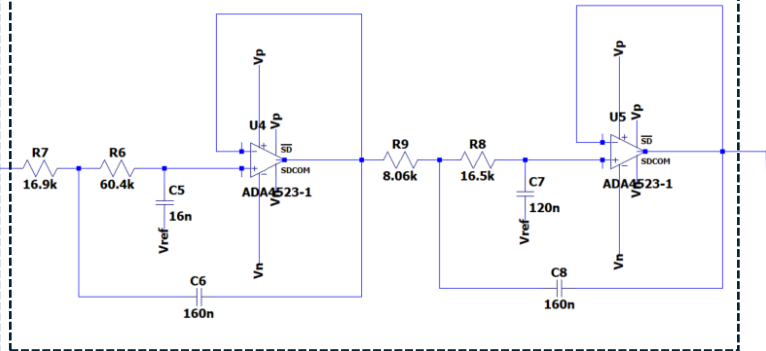 Vp
U4
Vp
SD
SDCOM
ADA4523-1
Vn
Vn
R7
16.9k
R6
60.4k
C5
16n
Vref
C6
160n
Vp
U5
Vp
SD
SDCOM
ADA4523-1
Vn
Vn
R9
8.06k
R8
16.5k
C7
120n
Vref
C8
160n